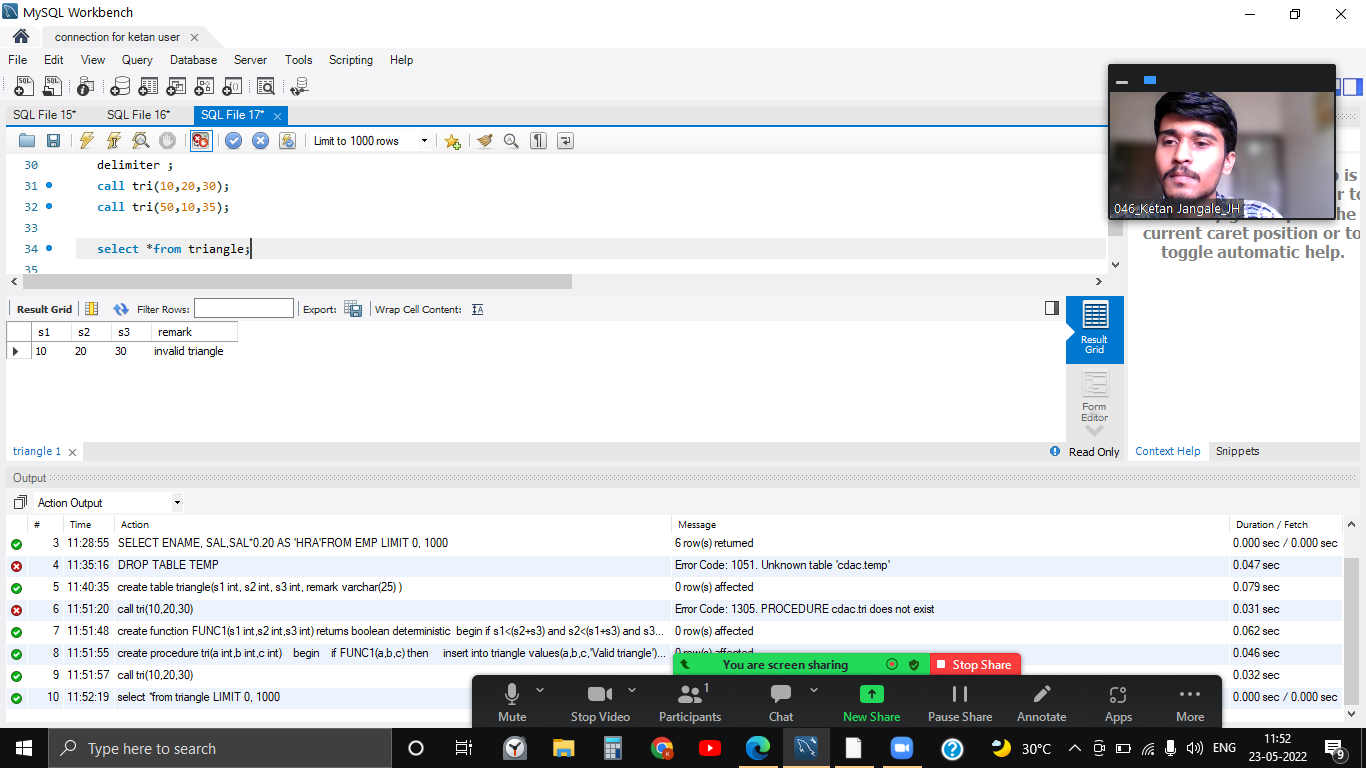 MySQL Workbench
connection for ketan user
File Edit View Query Database Server Tools Scripting Help
SQL File 15* SQL File 16* SQL File 17*
Limit to 1000 rows
30 delimiter ;
31 call tri(10,20,30);
32 call tri(50,10,35);
33
34 select *from triangle;
35
046_Ketan Jangale_JH
is
to
the
current caret position or to
toggle automatic help.
Result Grid Filter Rows: Export: Wrap Cell Content:
s1 s2 s3 remark
10 20 30 invalid triangle
Result
Grid
Form
Editor
triangle 1
Read Only
Context Help Snippets
Output
Action Output
# Time Action Message Duration / Fetch
3 11:28:55 SELECT ENAME, SAL,SAL*0.20 AS 'HRA'FROM EMP LIMIT 0, 1000 6 row(s) returned 0.000 sec / 0.000 sec
4 11:35:16 DROP TABLE TEMP Error Code: 1051. Unknown table 'cdac.temp' 0.047 sec
5 11:40:35 create table triangle(s1 int, s2 int, s3 int, remark varchar(25) ) 0 row(s) affected 0.079 sec
6 11:51:20 call tri(10,20,30) Error Code: 1305. PROCEDURE cdac.tri does not exist 0.031 sec
7 11:51:48 create function FUNC1(s1 int,s2 int,s3 int) returns boolean deterministic begin if s1<(s2+s3) and s2<(s1+s3) and s3... 0 row(s) affected 0.062 sec
8 11:51:55 create procedure tri(a int,b int,c int) begin if FUNC1(a,b,c) then insert into triangle values(a,b,c,'Valid triangle')... 0 row(s) affected 0.046 sec
9 11:51:57 call tri(10,20,30) 0.032 sec
10 11:52:19 select *from triangle LIMIT 0, 1000 0.000 sec / 0.000 sec
You are screen sharing Stop Share
1
Mute Stop Video Participants Chat New Share Pause Share Annotate Apps More
Type here to search
30°C ENG
11:52
23-05-2022
9